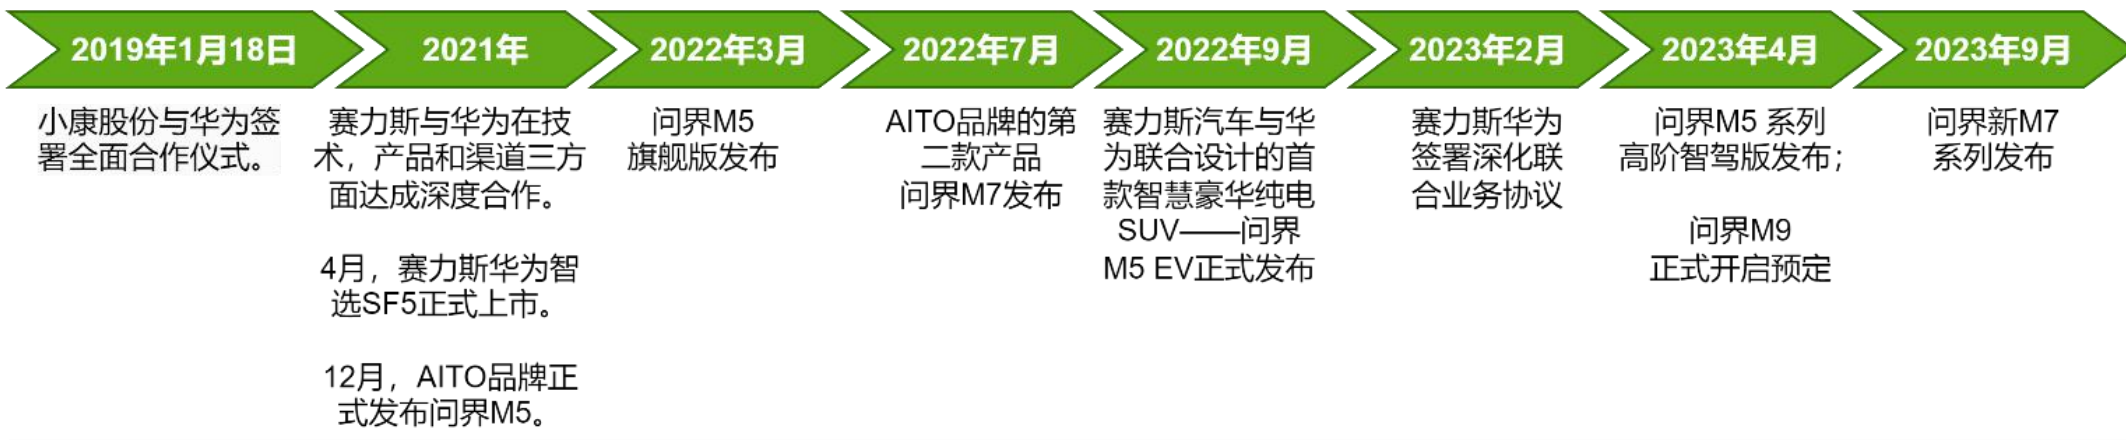 2019年1月18日
小康股份与华为签
署全面合作仪式。
2021年
赛力斯与华为在技
术，产品和渠道三方
面达成深度合作。
4月，赛力斯华为智
选SF5正式上市。
12月，AITO品牌正
式发布问界M5。
2022年3月
问界M5
旗舰版发布
2022年7月
AITO品牌的第
二款产品
问界M7发布
2022年9月
赛力斯汽车与华
为联合设计的首
款智慧豪华纯电
SUV——问界
M5 EV正式发布
2023年2月
赛力斯华为
签署深化联
合业务协议
2023年4月
问界M5 系列
高阶智驾版发布；
问界M9
正式开启预定
2023年9月
问界新M7
系列发布